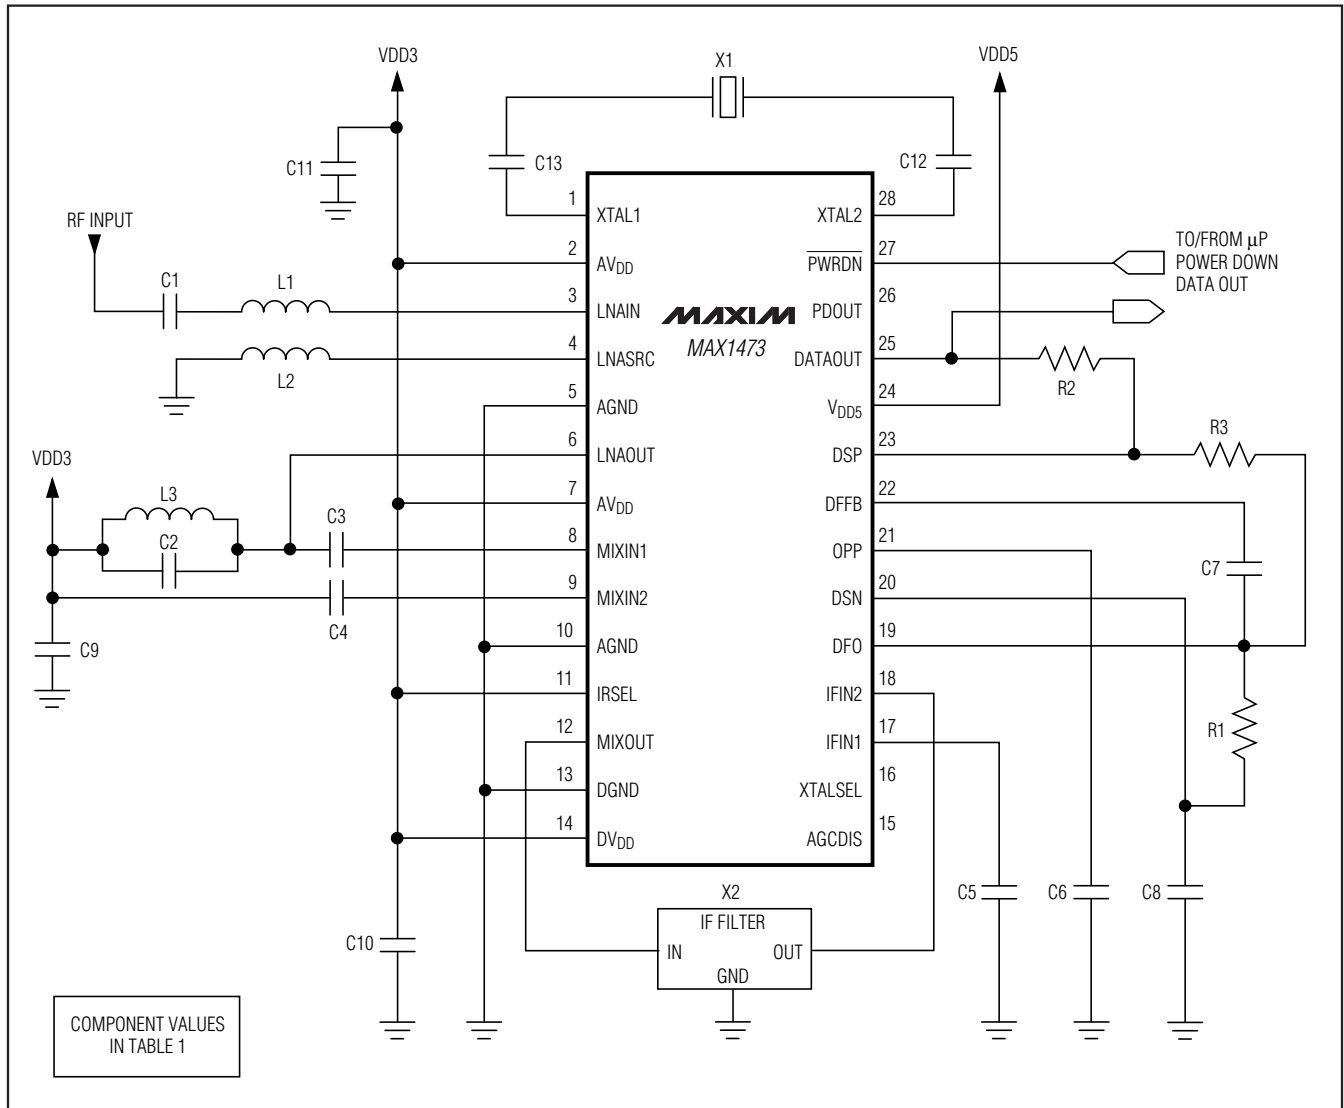 VDD3
X1
VDD5
C11
C13
C12
RF INPUT
1
XTAL1
28
XTAL2
2
AVDD
27
PWRDN
TO/FROM µP
POWER DOWN
DATA OUT
C1
L1
3
LNAIN
26
PDOUT
MAXIM
MAX1473
4
LNASRC
L2
25
DATAOUT
R2
5
AGND
24
VDD5
6
LNAOUT
23
DSP
R3
VDD3
L3
C2
7
AVDD
22
DFFB
C3
8
MIXIN1
21
OPP
C7
9
MIXIN2
C4
20
DSN
C9
10
AGND
19
DFO
11
IRSEL
18
IFIN2
R1
12
MIXOUT
17
IFIN1
13
DGND
16
XTALSEL
14
DVDD
15
AGCDIS
X2
IF FILTER
IN
OUT
GND
C5
C6
C8
C10
COMPONENT VALUES
IN TABLE 1